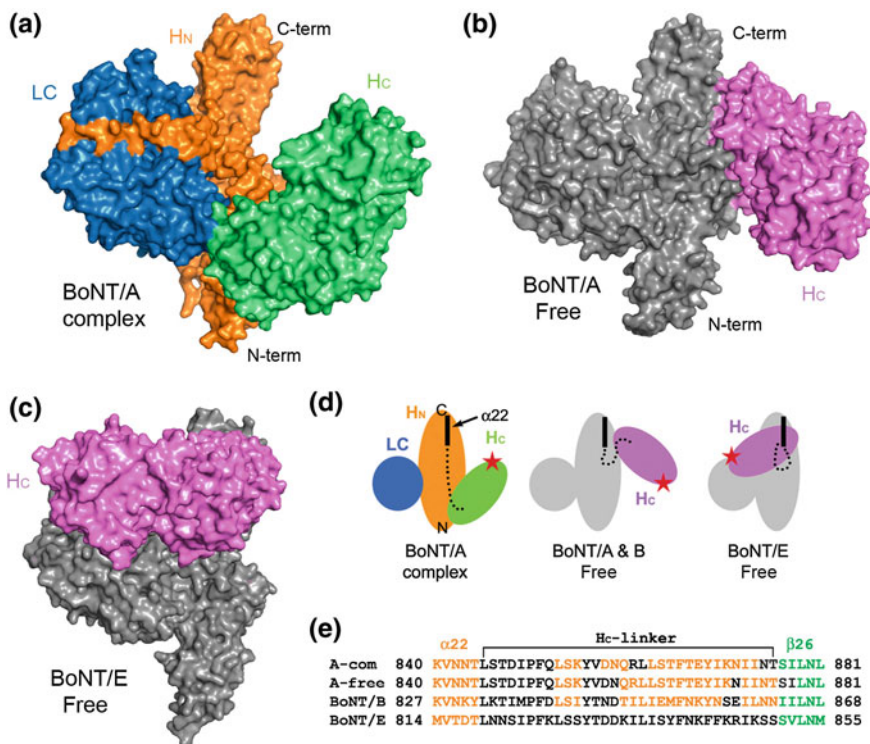 (a)
HN
C-term
LC
HC
BoNT/A
complex
N-term
(b)
C-term
BoNT/A
Free
HC
N-term
(c)
HC
BoNT/E
Free
(d)
HN C α22
LC HC
N
BoNT/A
complex
HC
BoNT/A & B
Free
HC
BoNT/E
Free
(e)
α22 HC-linker β26
A-com 840 KVNNTLSTDIPFQLSKYVDNQRLLSTFTEYIKNIINTSILNL 881
A-free 840 KVNNTLSTDIPFQLSKYVDNQRLLSTFTEYIKNIINTSILNL 881
BoNT/B 827 KVNKYLKTIMPFDLSIYTNDTILIEMFNKYNSEILNNIILNL 868
BoNT/E 814 MVTDTLNNSIPFKLSSYTDDKILISYFNKFFKRIKSSSVLNM 855